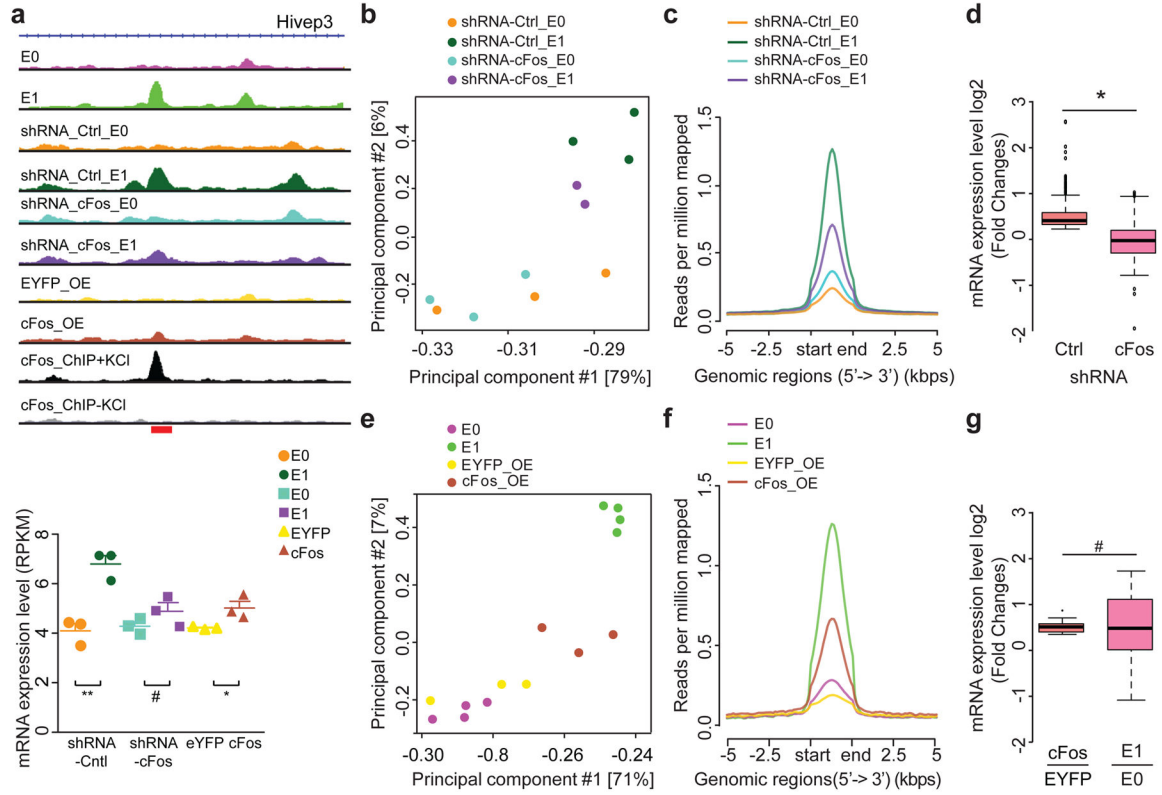 a
Hivep3
E0
E1
shRNA_Ctrl_E0
shRNA_Ctrl_E1
shRNA_cFos_E0
shRNA_cFos_E1
EYFP_OE
cFos_OE
cFos_ChIP+KCl
cFos_ChIP-KCl
E0
E1
E0
E1
EYFP
cFos
mRNA expression level (RPKM)
8
6
4
2
0
**
#
*
shRNA
-Cntl
shRNA
-cFos
eYFP cFos
b
shRNA-Ctrl_E0
shRNA-Ctrl_E1
shRNA-cFos_E0
shRNA-cFos_E1
Principal component #2 [6%]
0.4
0.2
0.0
-0.2
-0.33
-0.31
-0.29
Principal component #1 [79%]
c
shRNA-Ctrl_E0
shRNA-Ctrl_E1
shRNA-cFos_E0
shRNA-cFos_E1
Reads per million mapped
1.5
1.0
0.5
0.0
-5 -2.5 start end 2.5 5
Genomic regions (5’-> 3’) (kbps)
d
mRNA expression level log2
(Fold Changes)
3
2
1
0
-1
-2
*
Ctrl cFos
shRNA
e
E0
E1
EYFP_OE
cFos_OE
Principal component #2 [7%]
0.4
0.2
0.0
-0.2
-0.30 -0.28 -0.26 -0.24
Principal component #1 [71%]
f
E0
E1
EYFP_OE
cFos_OE
Reads per million mapped
1.5
1.0
0.5
0.0
-5 -2.5 start end 2.5 5
Genomic regions(5’-> 3’) (kbps)
g
mRNA expression level log2
(Fold Changes)
3
2
1
0
-1
-2
#
cFos E1
EYFP E0